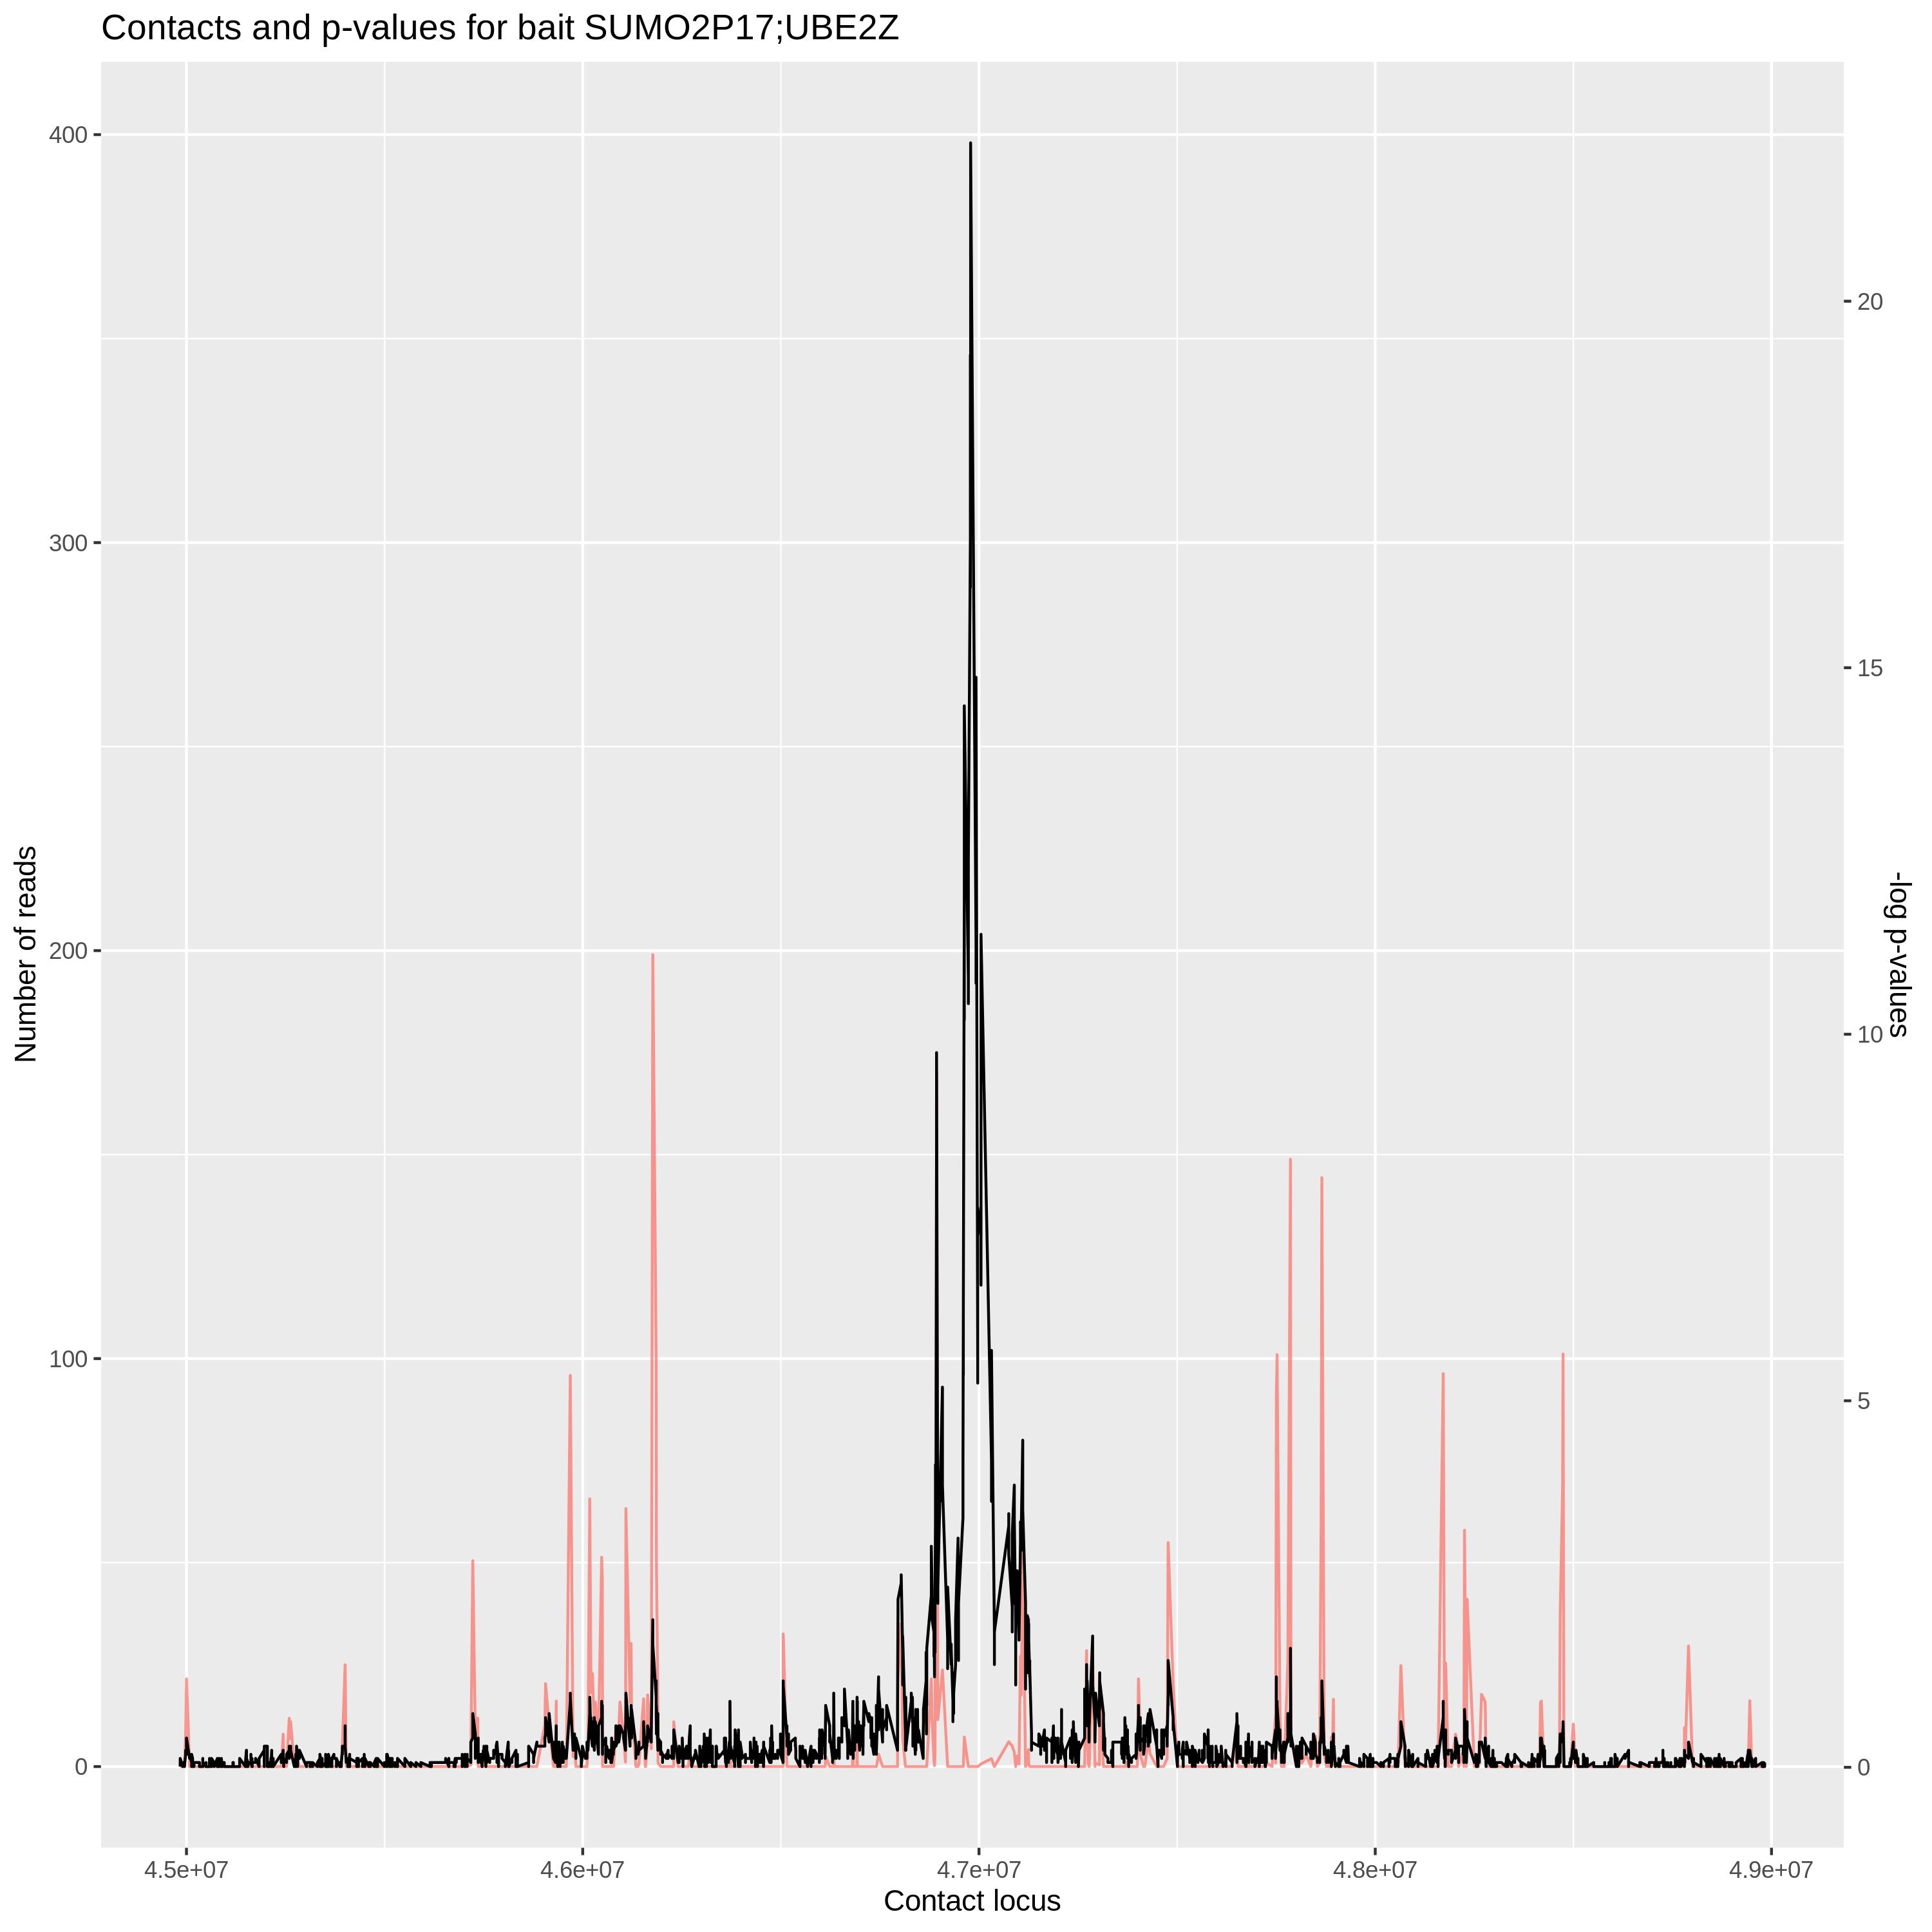 Contacts and p-values for bait SUMO2P17;UBE2Z
400
300
200
100
0
Number of reads
20
15
10
5
0
-log p-values
4.5e+07
4.6e+07
4.7e+07
4.8e+07
4.9e+07
Contact locus